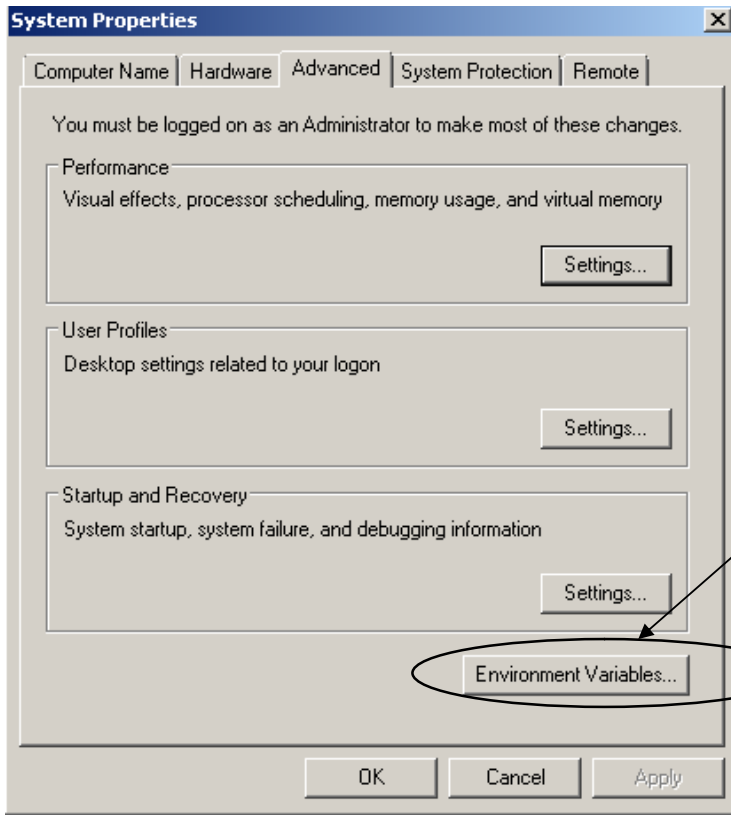 System Properties
Computer Name
Hardware
Advanced
System Protection
Remote
You must be logged on as an Administrator to make most of these changes.
Performance
Visual effects, processor scheduling, memory usage, and virtual memory
Settings...
User Profiles
Desktop settings related to your logon
Settings...
Startup and Recovery
System startup, system failure, and debugging information
Settings...
Environment Variables...
OK
Cancel
Apply